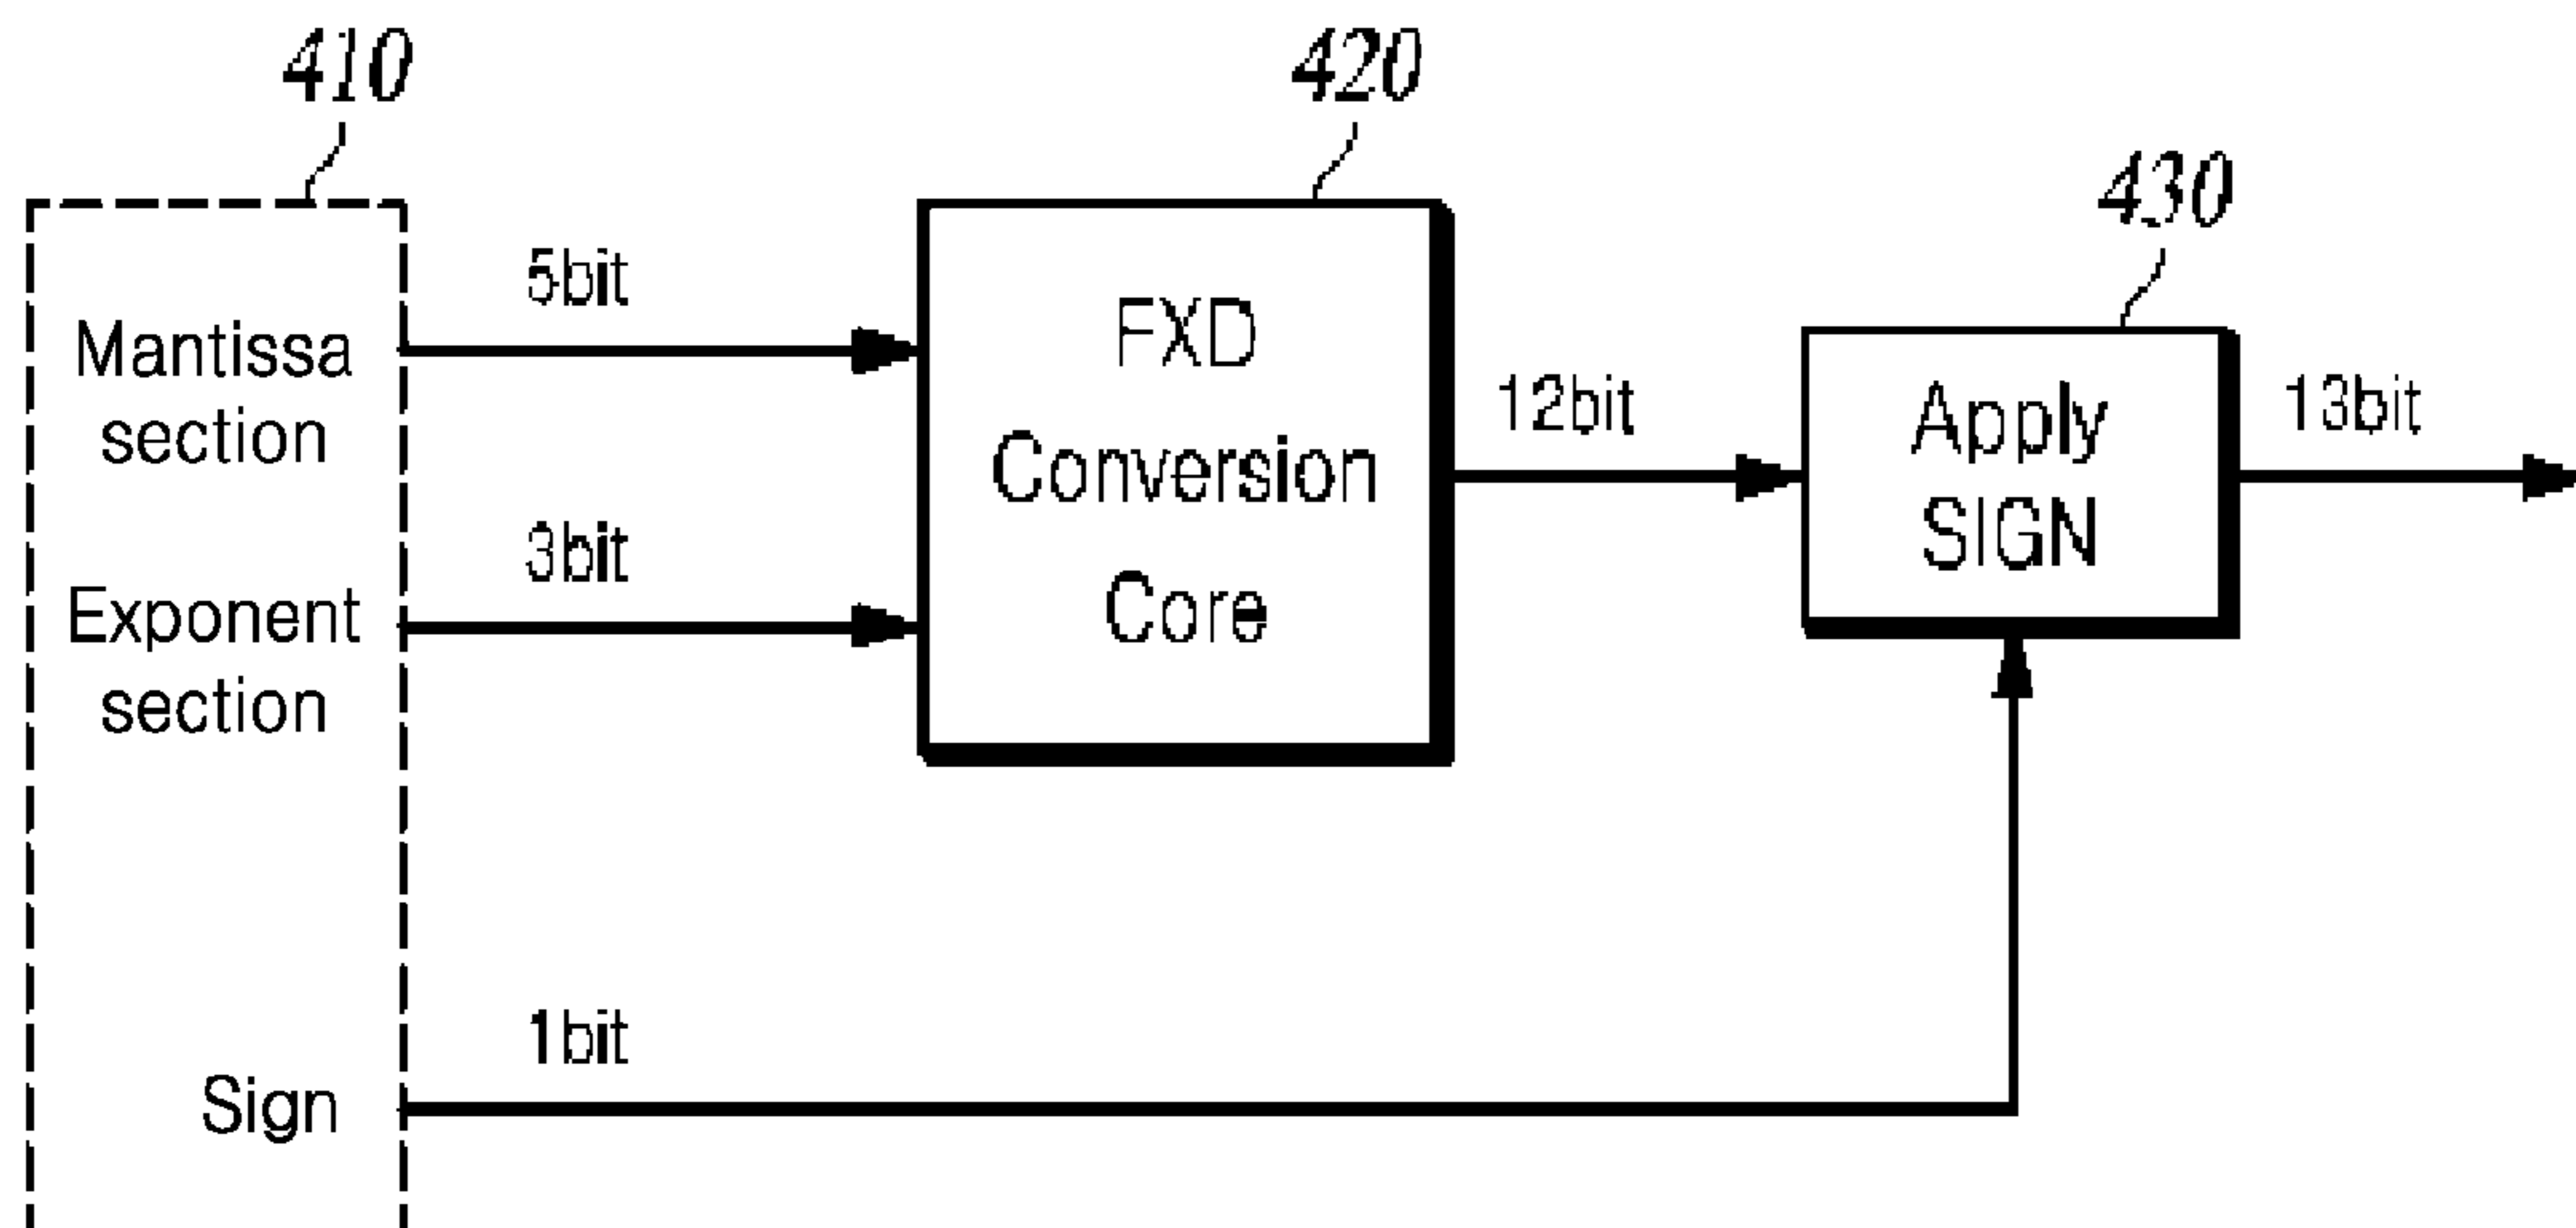 410
420
430
5bit
Mantissa
section
FXD
Conversion
Core
12bit
Apply
SIGN
13bit
3bit
Exponent
section
1bit
Sign